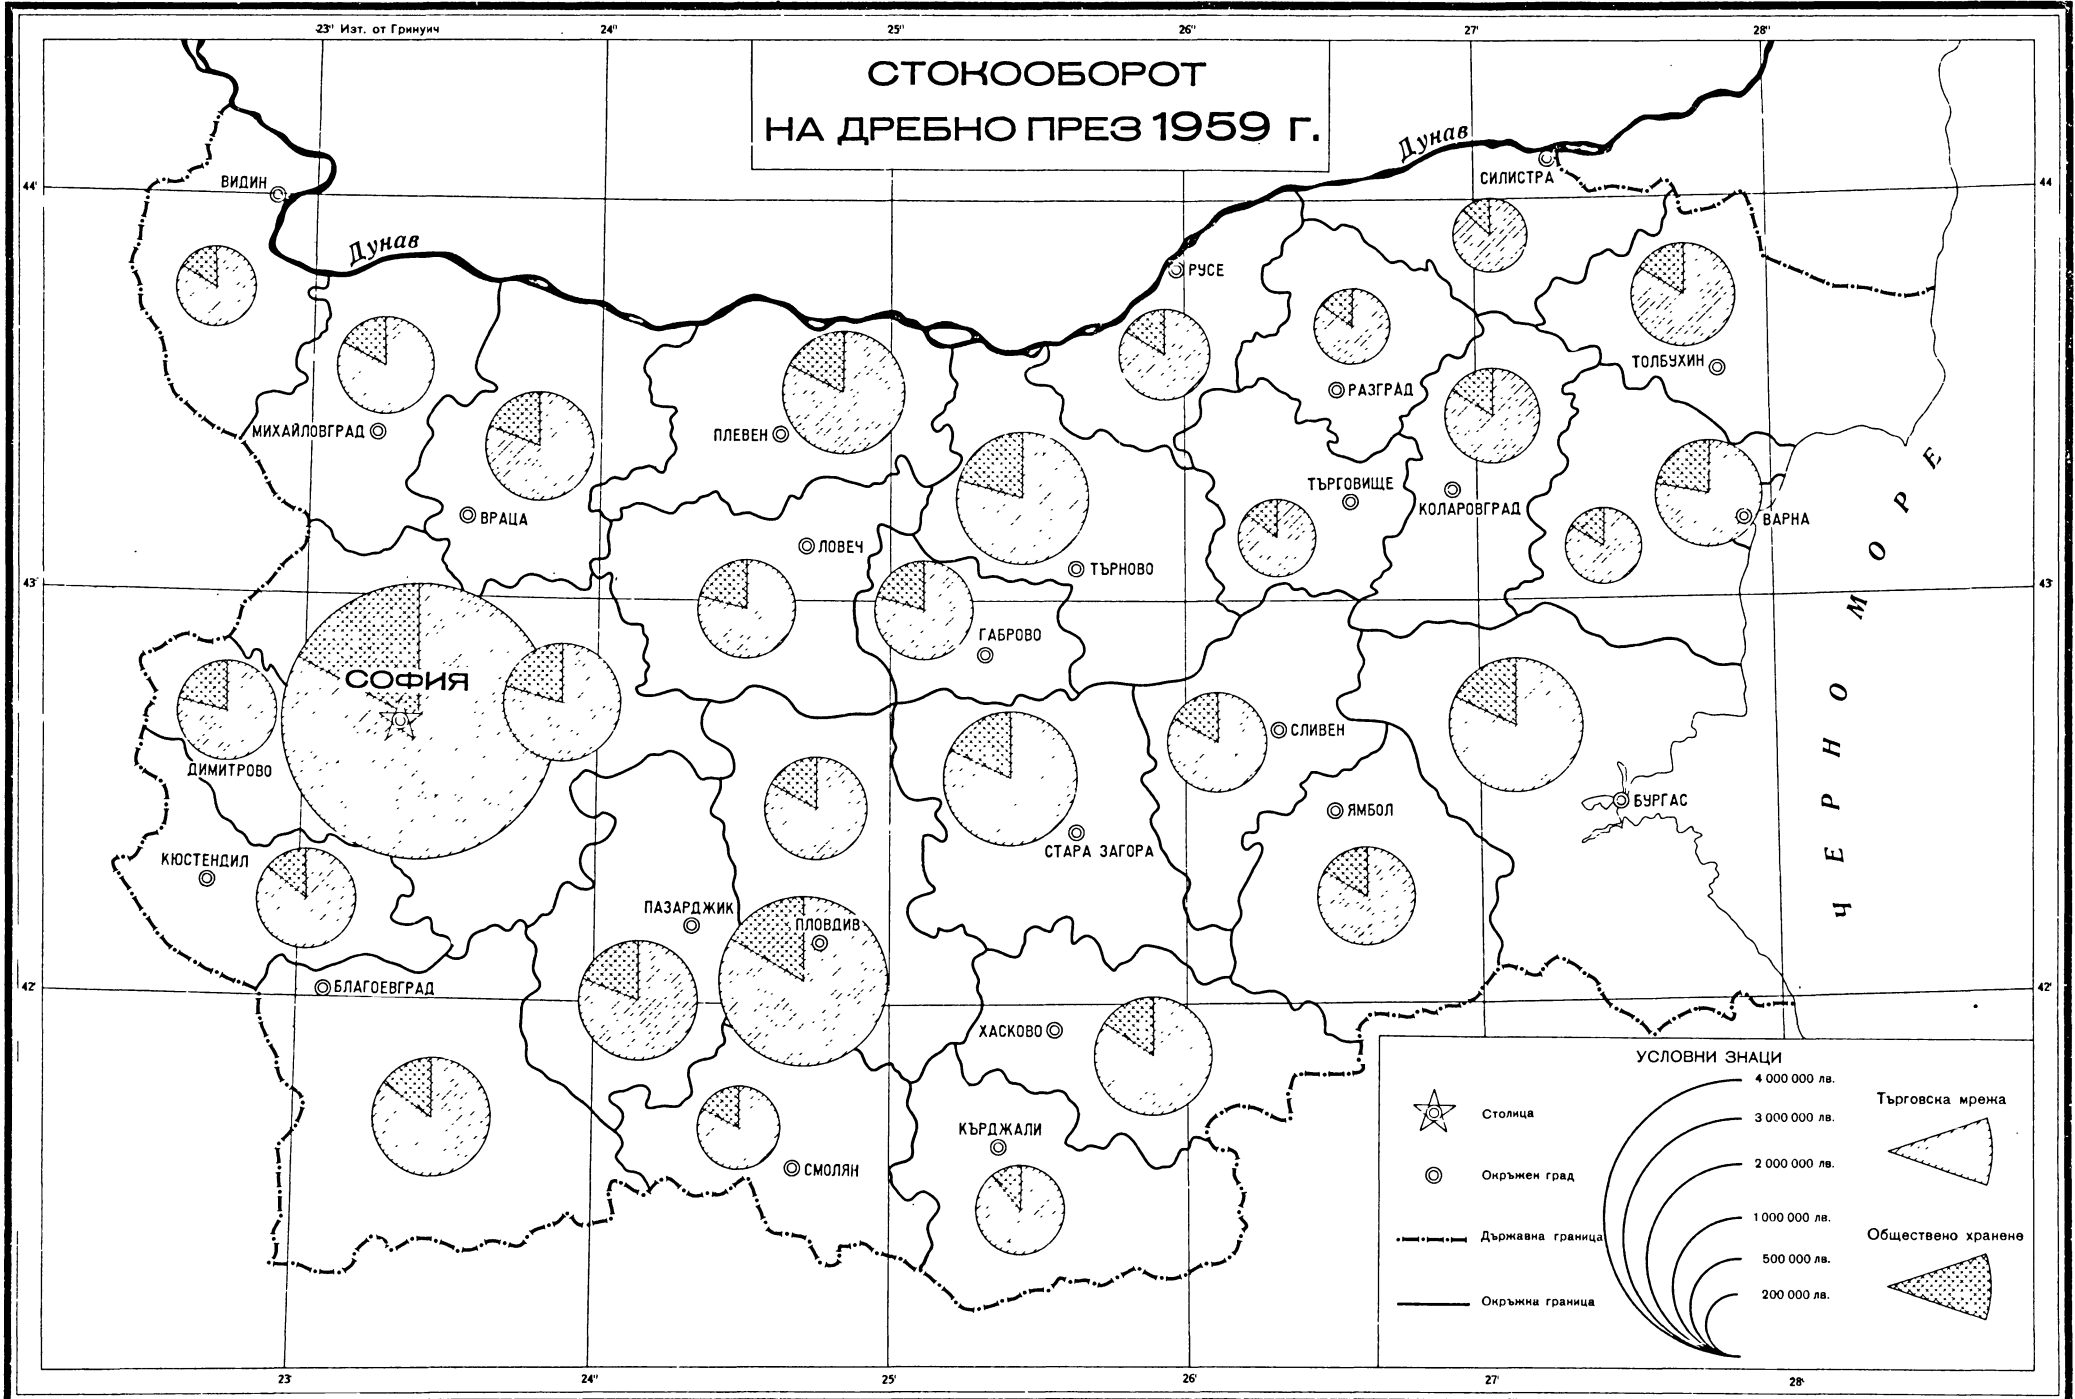 23° Изт. от Гринуич
24°
25°
26°
27°
28°
СТОКООБОРОТ
НА ДРЕБНО ПРЕЗ 1959 Г.
Дунав
44°
44
ВИДИН
СИЛИСТРА
Дунав
РУСЕ
ТОЛБУХИН
РАЗГРАД
МИХАЙЛОВГРАД
ПЛЕВЕН
ТЪРГОВИЩЕ
КОЛАРОВГРАД
ВРАЦА
ВАРНА
ЛОВЕЧ
ТЪРНОВО
43°
43°
ГАБРОВО
ЧЕРНО МОРЕ
СОФИЯ
СЛИВЕН
ДИМИТРОВО
БУРГАС
ЯМБОЛ
СТАРА ЗАГОРА
КЮСТЕНДИЛ
ПАЗАРДЖИК
ПЛОВДИВ
42°
42°
БЛАГОЕВГРАД
ХАСКОВО
КЪРДЖАЛИ
СМОЛЯН
УСЛОВНИ ЗНАЦИ
Столица
Окръжен град
Държавна граница
Окръжна граница
4 000 000 лв.
3 000 000 лв.
2 000 000 лв.
1 000 000 лв.
500 000 лв.
200 000 лв.
Търговска мрежа
Обществено хранене
23°
24°
25°
26°
27°
28°